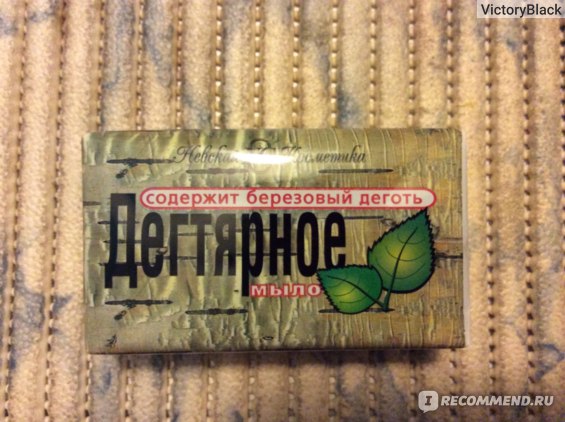 VictoryBlack
Невская Косметика
содержит березовый деготь
Дегтярное
мыло
I RECOMMEND.RU